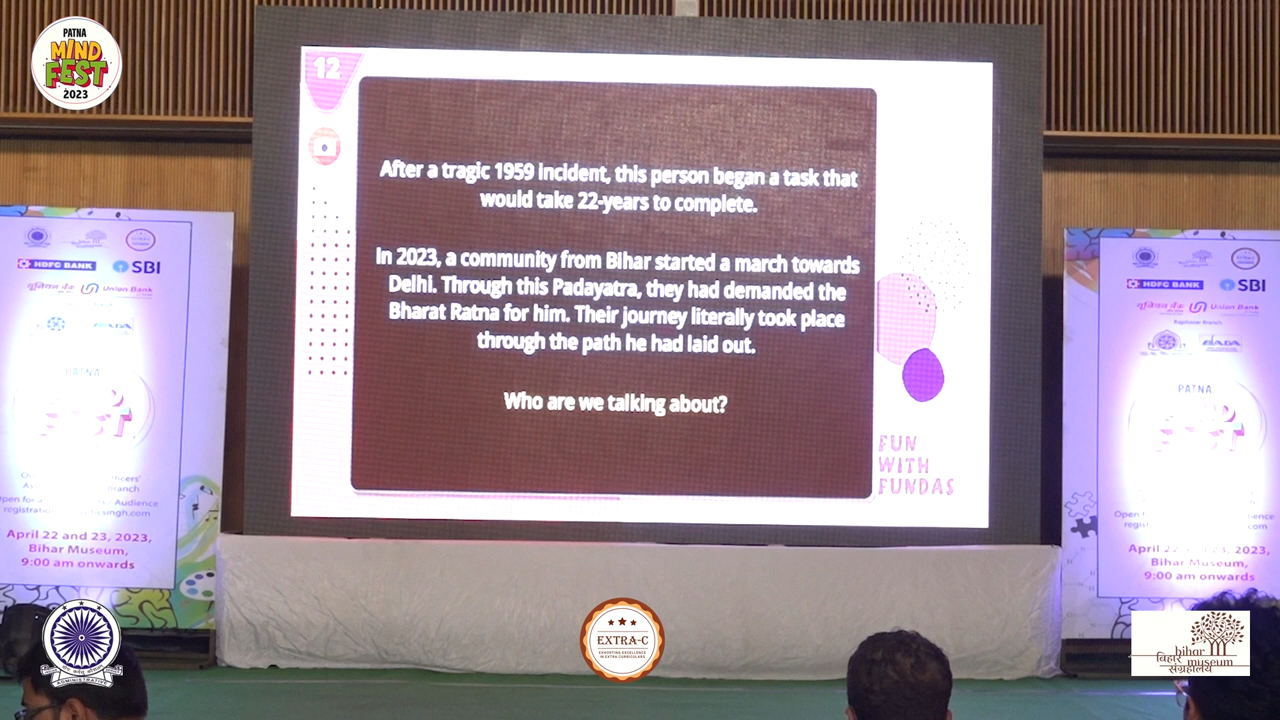 PATNA
MIND
FEST
2023
12
After a tragic 1959 incident, this person began a task that
would take 22-years to complete.
In 2023, a community from Bihar started a march towards
Delhi. Through this Padayatra, they had demanded the
Bharat Ratna for him. Their journey literally took place
through the path he had laid out.
Who are we talking about?
FUN
WITH
FUNDAS
HDFC BANK
SBI
Union Bank
PATNA
April 22 and 23, 2023,
Bihar Museum,
9:00 am onwards
HDFC BANK
SBI
यूनियन बैंक
Union Bank
PATNA
2023,
Bihar Museum,
9:00 am onwards
EXTRA-C
bihar
बिहार museum
संग्रहालय